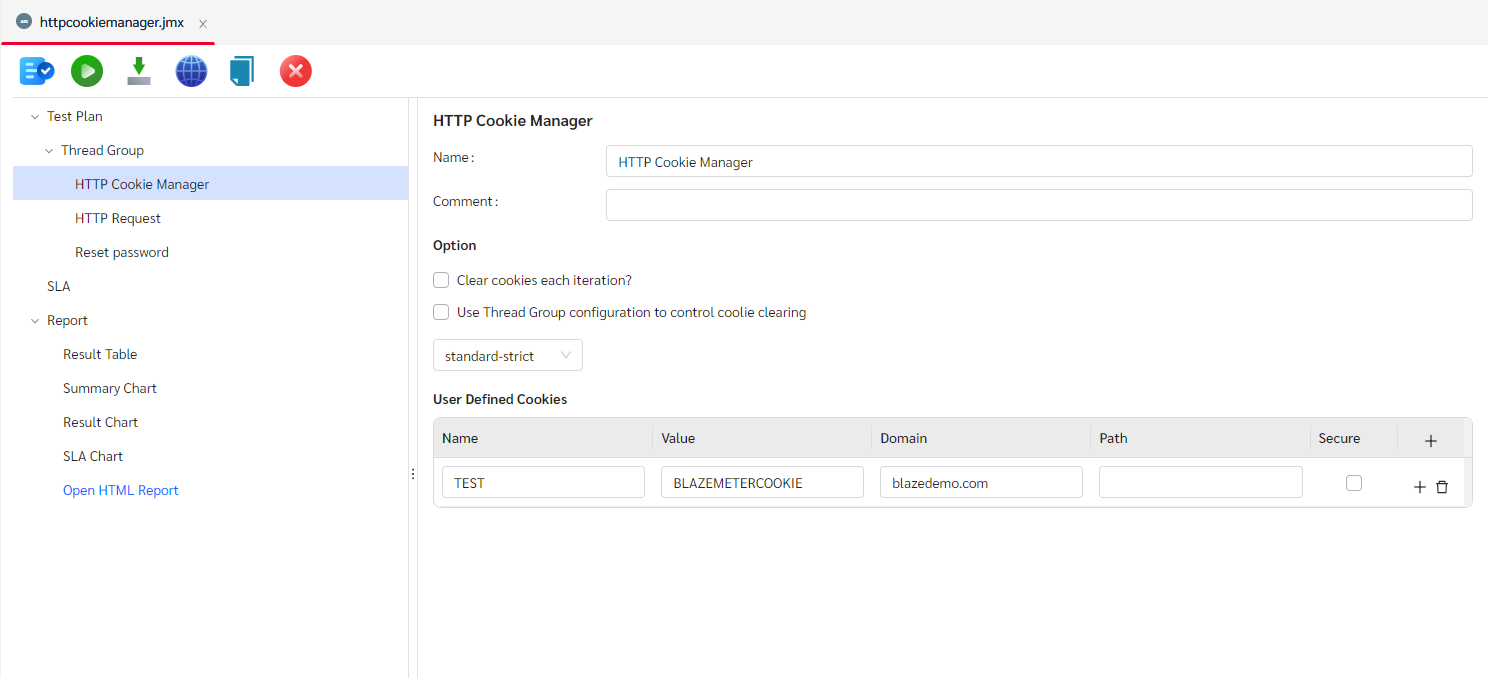 httpcookiemanager.jmx
Test Plan
Thread Group
HTTP Cookie Manager
HTTP Request
Reset password
SLA
Report
Result Table
Summary Chart
Result Chart
SLA Chart
Open HTML Report
HTTP Cookie Manager
Name : HTTP Cookie Manager
Comment :
Option
Clear cookies each iteration?
Use Thread Group configuration to control coolie clearing
standard-strict
User Defined Cookies
Name Value Domain Path Secure
TEST BLAZEMETERCOOKIE blazedemo.com